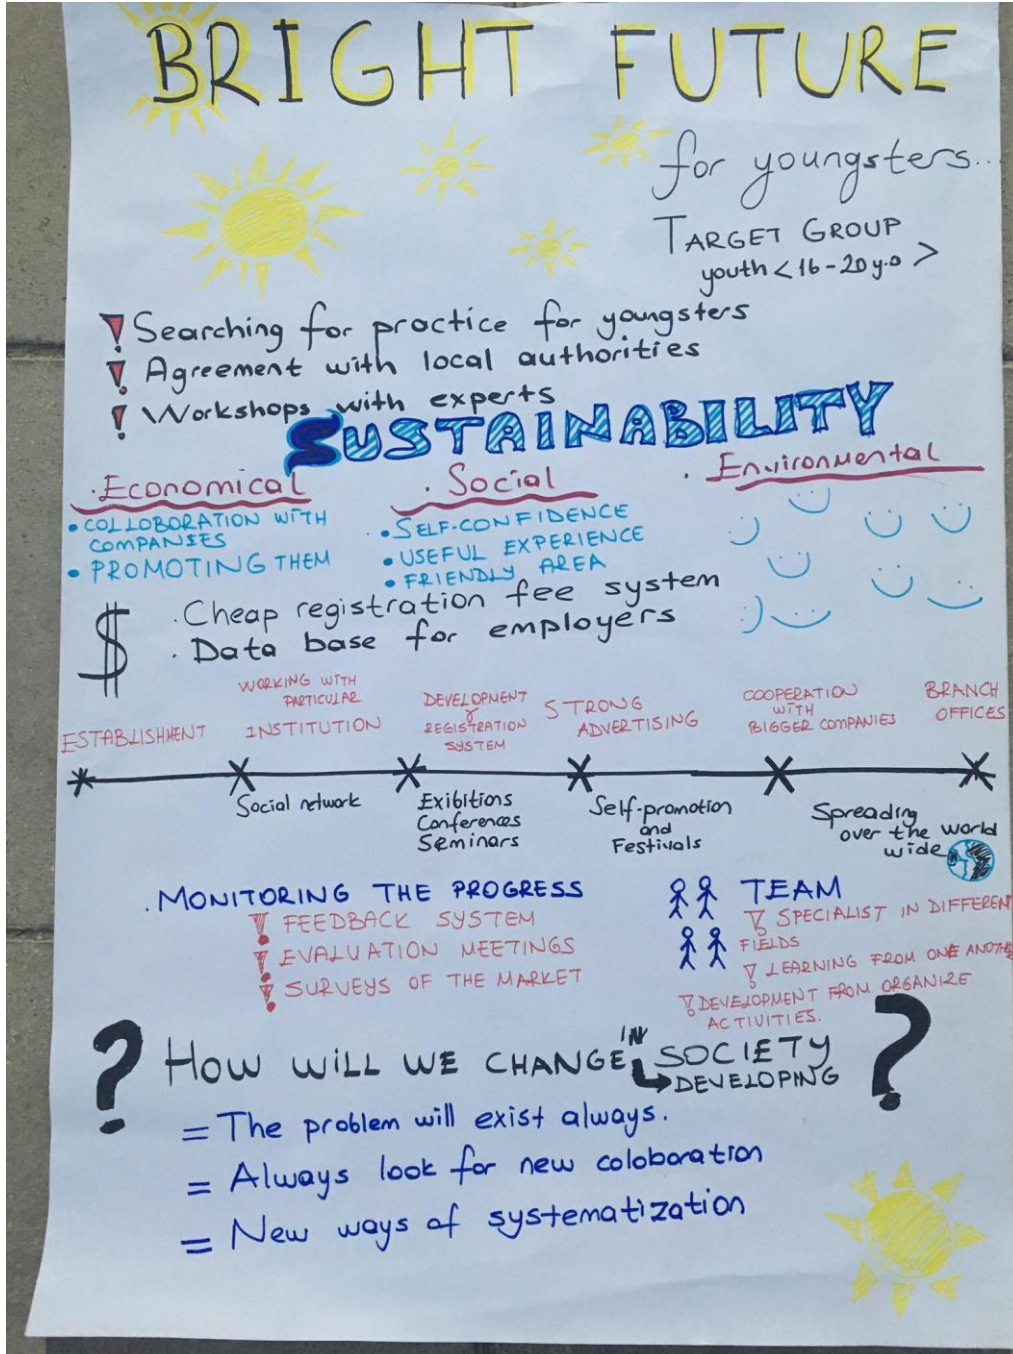 BRIGHT FUTURE
for youngsters...
TARGET GROUP
youth < 16-20 y.o >
! Searching for practice for youngsters
! Agreement with local authorities
! Workshops with experts
SUSTAINABILITY
. Economical
• COLLOBORATION WITH
COMPANIES
• PROMOTING THEM
. Social
• SELF-CONFIDENCE
• USEFUL EXPERIENCE
• FRIENDLY AREA
. Environmental
$
. Cheap registration fee system
. Data base for employers
ESTABLISHMENT
WORKING WITH
PARTICULAR
INSTITUTION
DEVELOPMENT
REGISTRATION
SYSTEM
STRONG
ADVERTISING
COOPERATION
WITH
BIGGER COMPANIES
BRANCH
OFFICES
Social network
Exibitions
Conferences
Seminars
Self-promotion
and
Festivals
Spreading
over the world
wide
. MONITORING THE PROGRESS
! FEEDBACK SYSTEM
! EVALUATION MEETINGS
! SURVEYS OF THE MARKET
TEAM
! SPECIALIST IN DIFFERENT
FIELDS
! LEARNING FROM ONE ANOTHE
! DEVELOPMENT FROM ORGANIZE
ACTIVITIES.
? HOW WILL WE CHANGE IN SOCIETY ?
↳ DEVELOPING
= The problem will exist always.
= Always look for new coloboration
= New ways of systematization